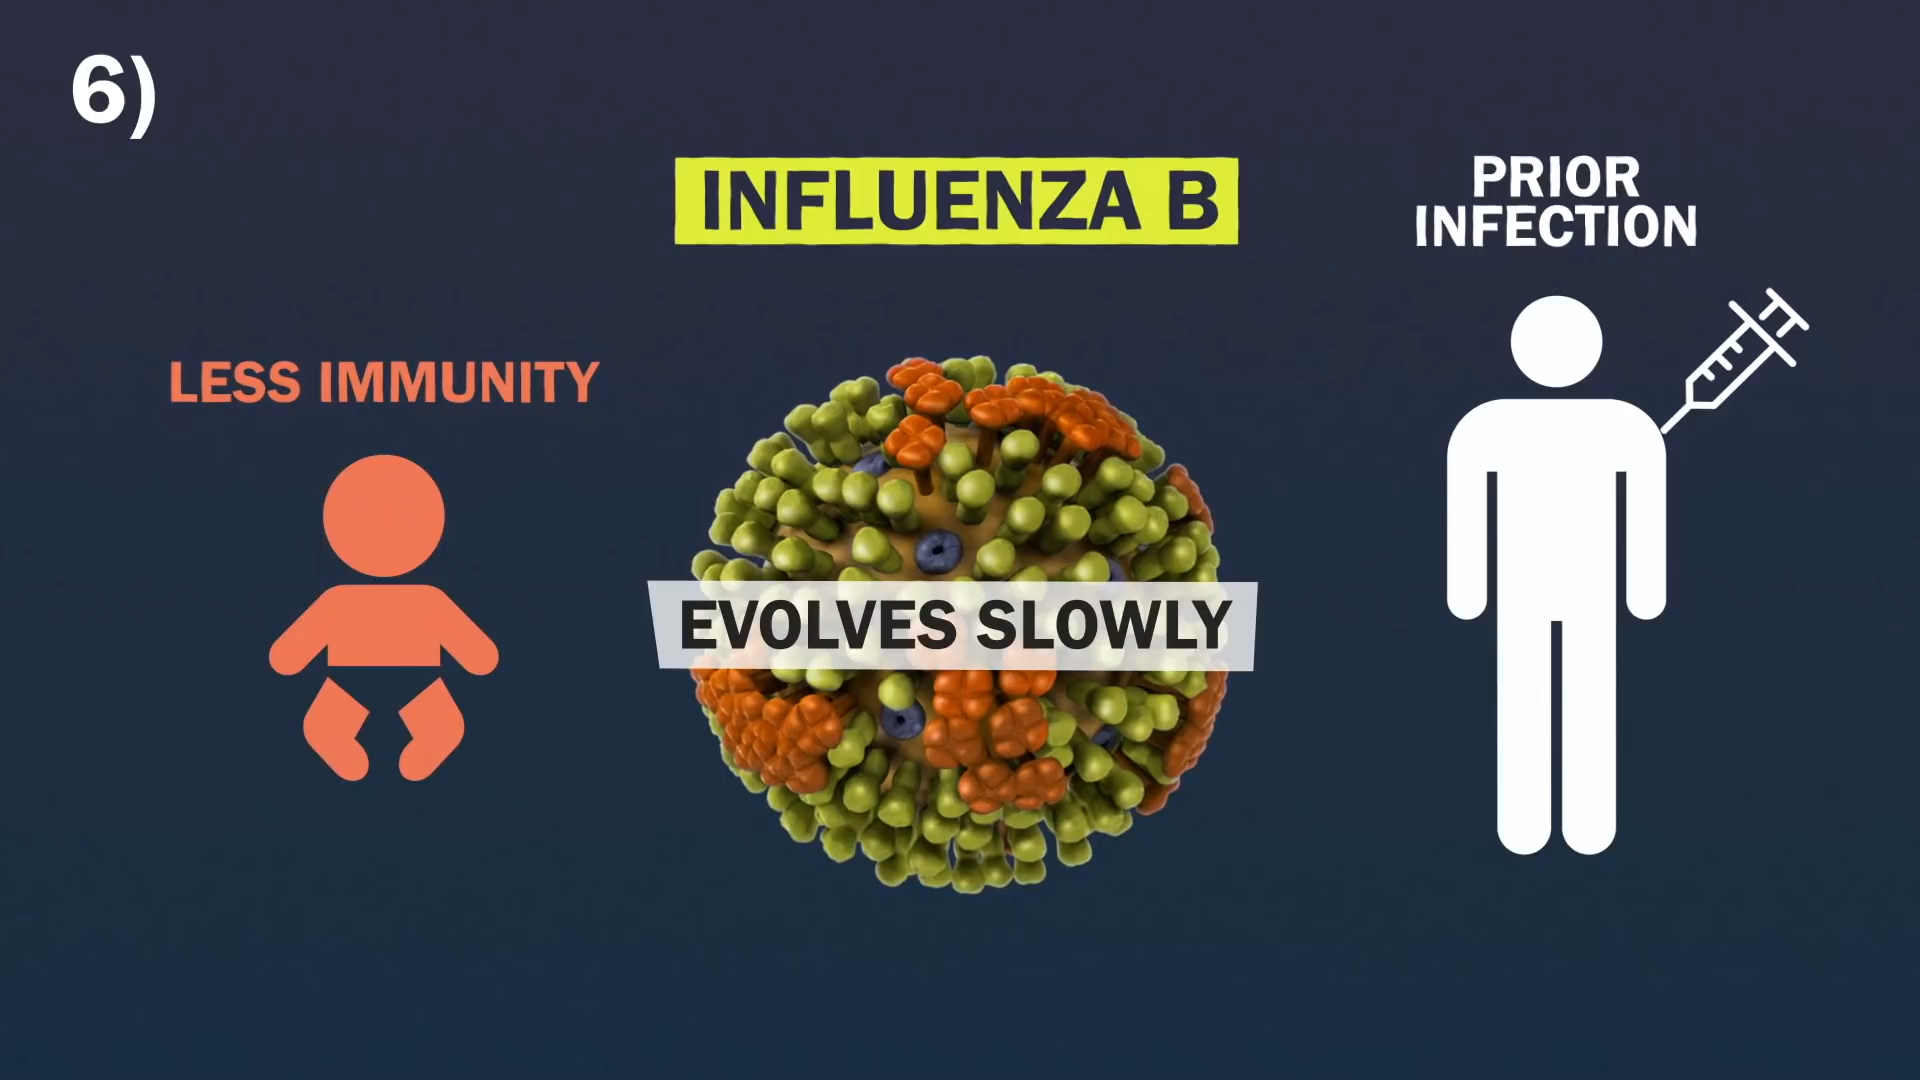 6)
INFLUENZA B
PRIOR
INFECTION
LESS IMMUNITY
EVOLVES SLOWLY